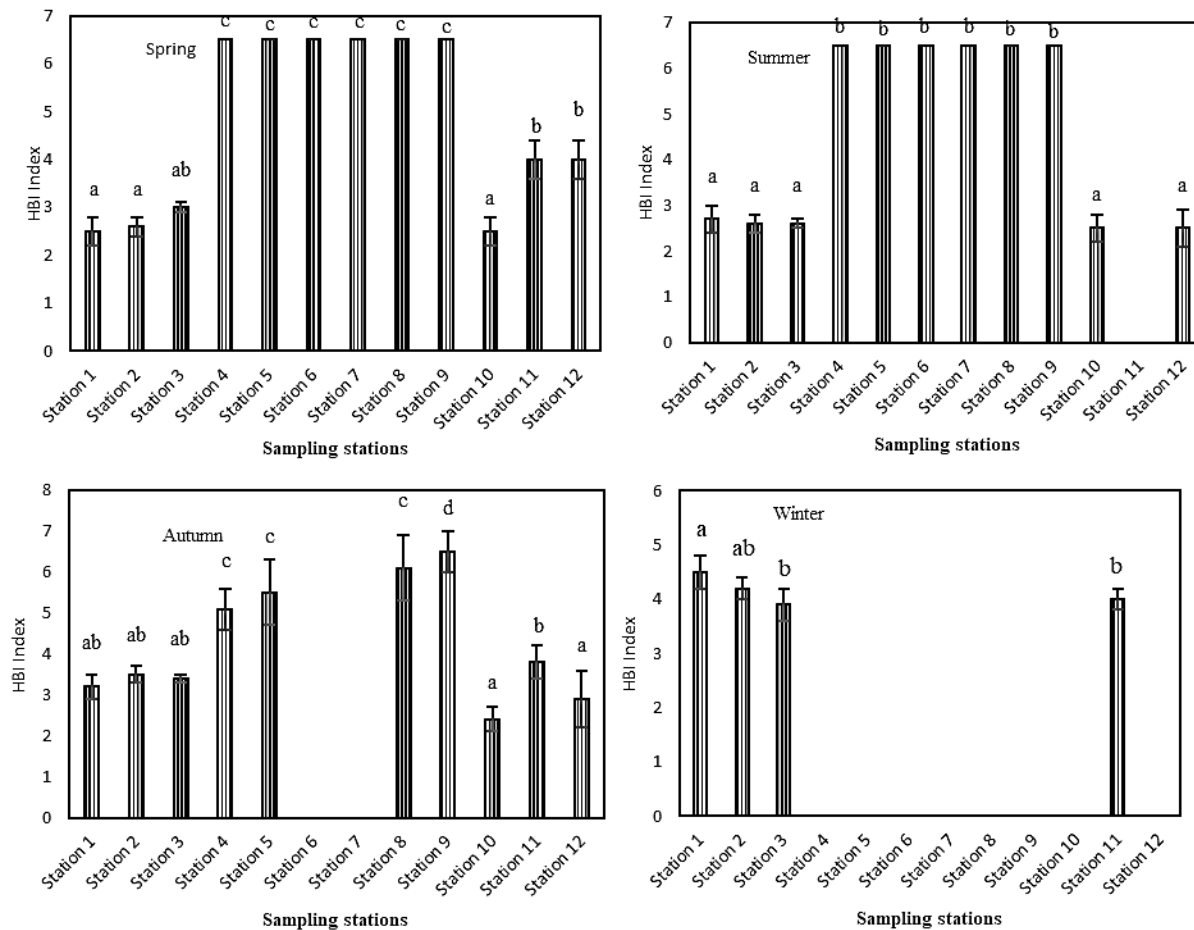 Spring
HBI Index
7
6
5
4
3
2
1
0
a
a
ab
c
c
c
c
c
c
a
b
b
Station 1
Station 2
Station 3
Station 4
Station 5
Station 6
Station 7
Station 8
Station 9
Station 10
Station 11
Station 12
Sampling stations
Summer
HBI Index
7
6
5
4
3
2
1
0
a
a
a
b
b
b
b
b
b
a
a
Station 1
Station 2
Station 3
Station 4
Station 5
Station 6
Station 7
Station 8
Station 9
Station 10
Station 11
Station 12
Sampling stations
Autumn
HBI Index
8
7
6
5
4
3
2
1
0
ab
ab
ab
c
c
c
d
a
b
a
Station 1
Station 2
Station 3
Station 4
Station 5
Station 6
Station 7
Station 8
Station 9
Station 10
Station 11
Station 12
Sampling stations
Winter
HBI Index
6
5
4
3
2
1
0
a
ab
b
b
Station 1
Station 2
Station 3
Station 4
Station 5
Station 6
Station 7
Station 8
Station 9
Station 10
Station 11
Station 12
Sampling stations